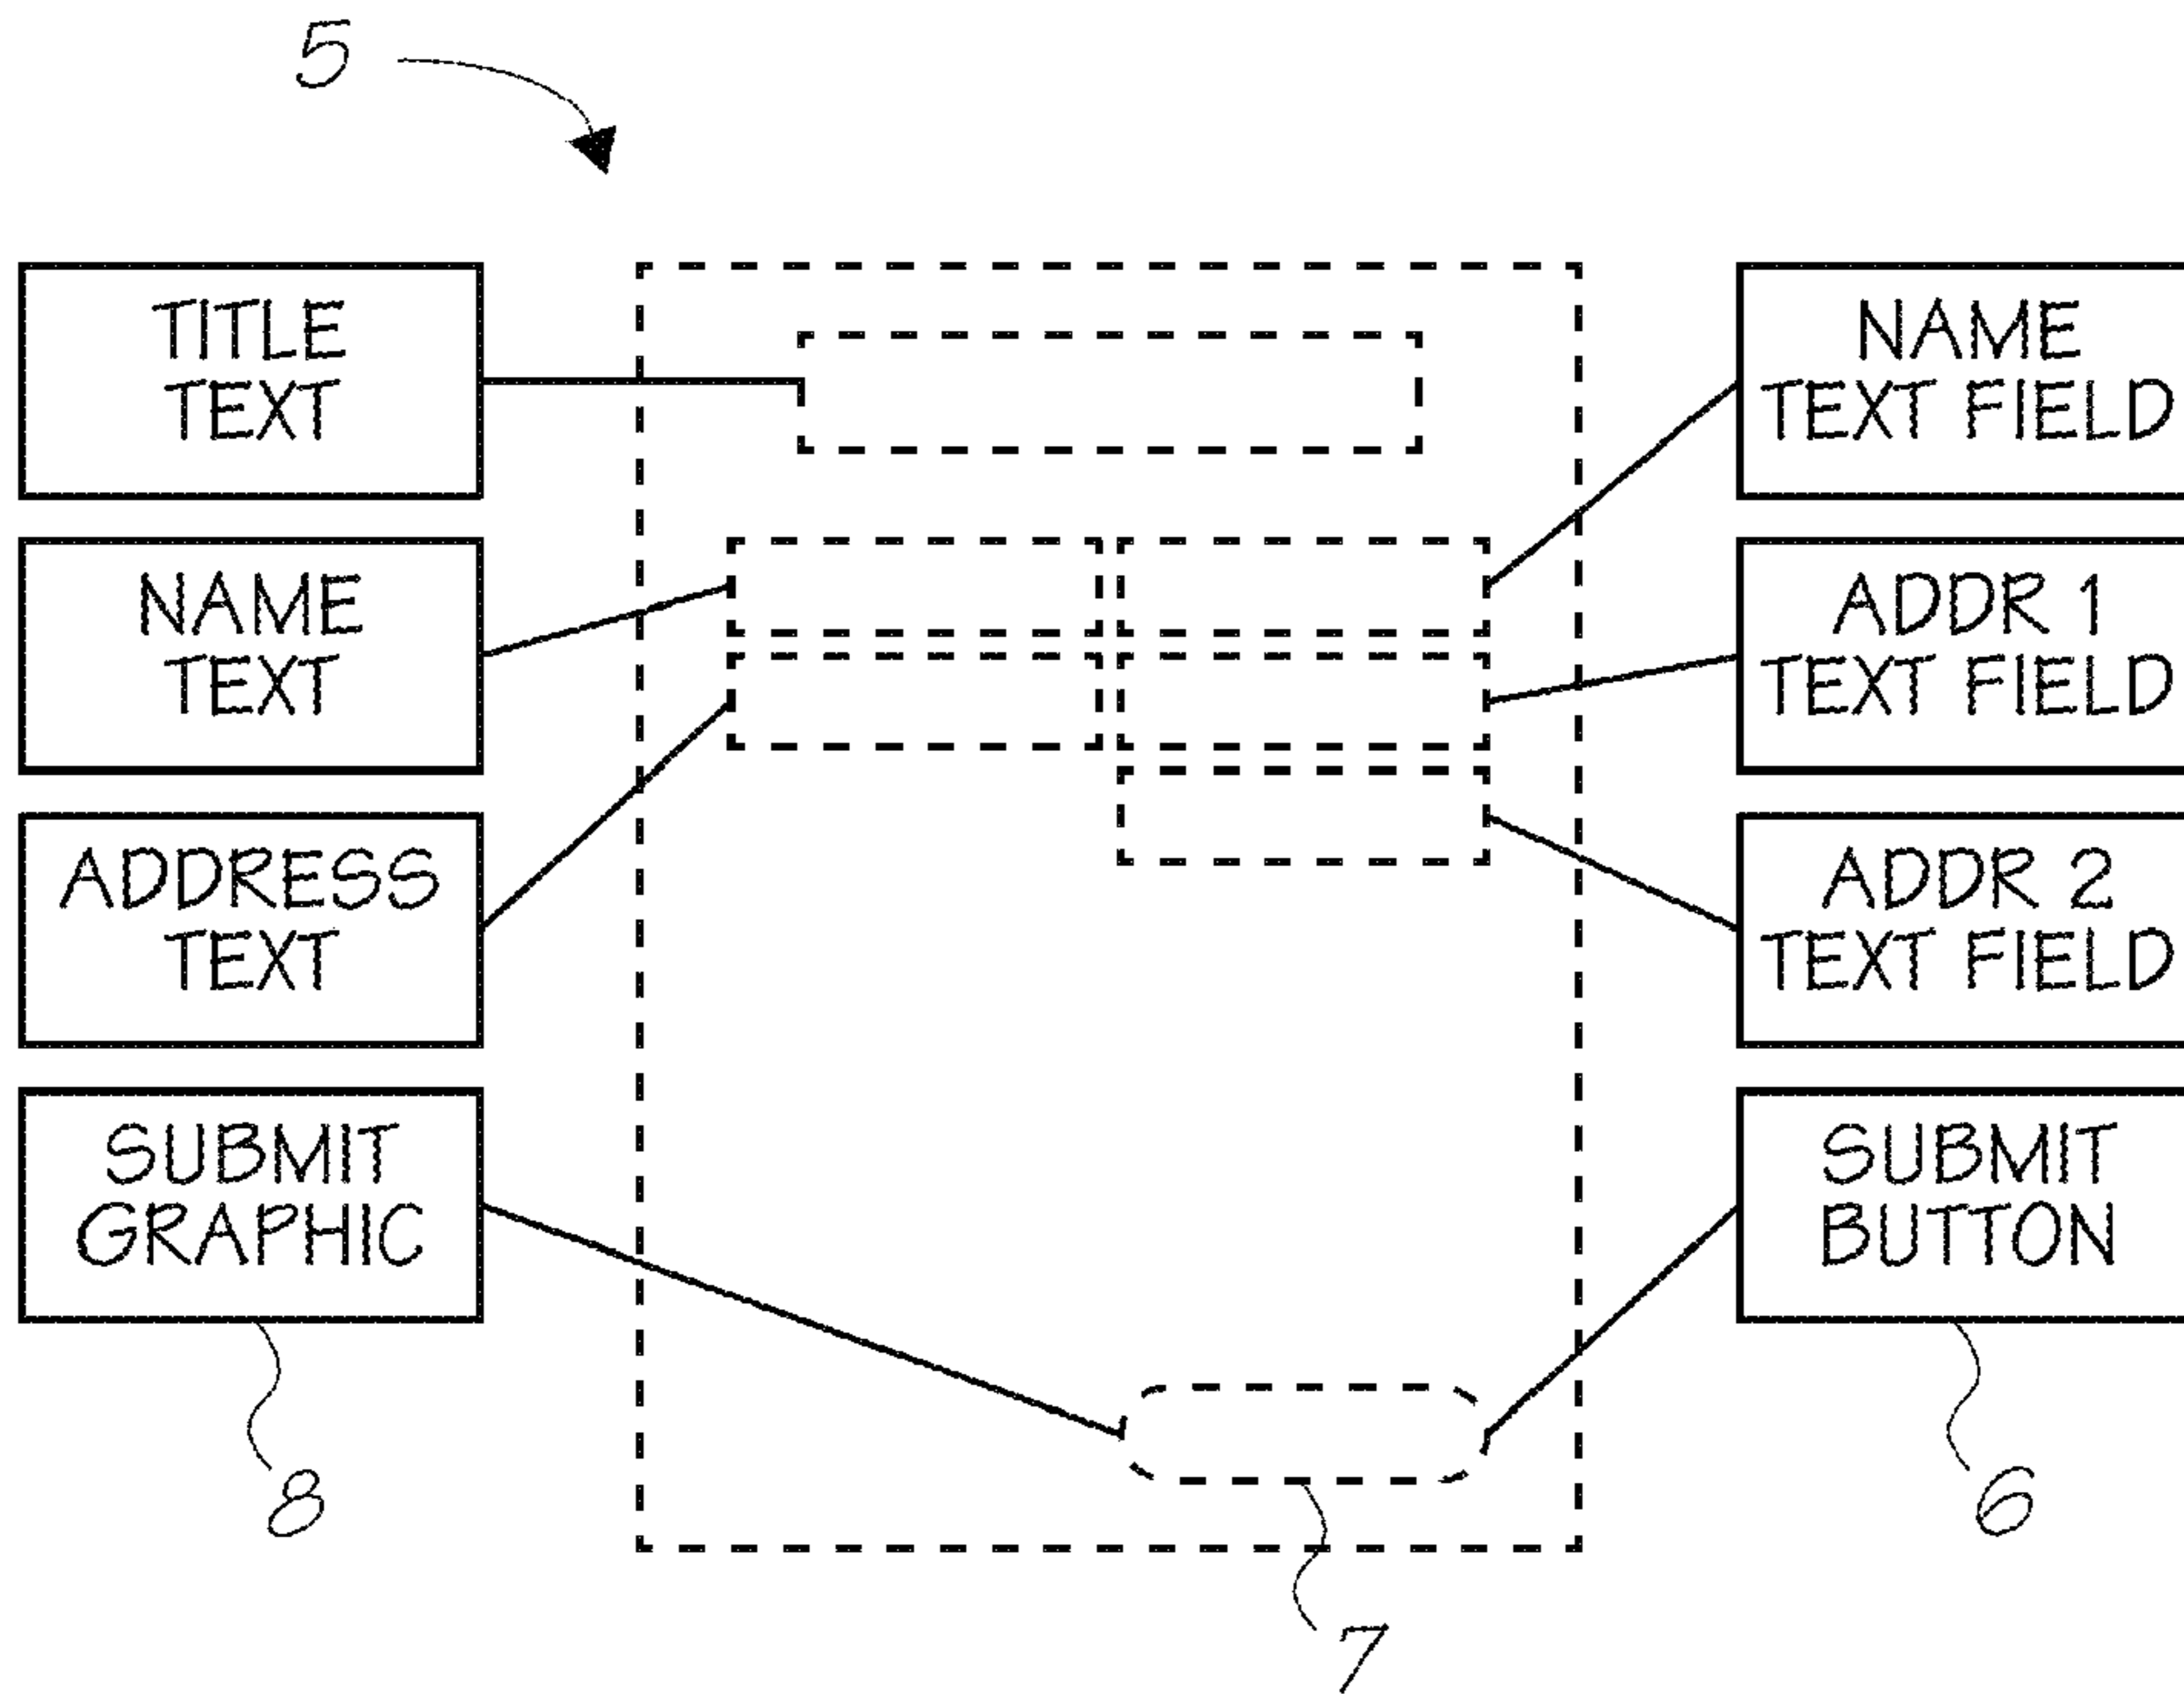 5
TITLE
TEXT
NAME
TEXT
ADDRESS
TEXT
SUBMIT
GRAPHIC
8
NAME
TEXT FIELD
ADDR 1
TEXT FIELD
ADDR 2
TEXT FIELD
SUBMIT
BUTTON
6
7